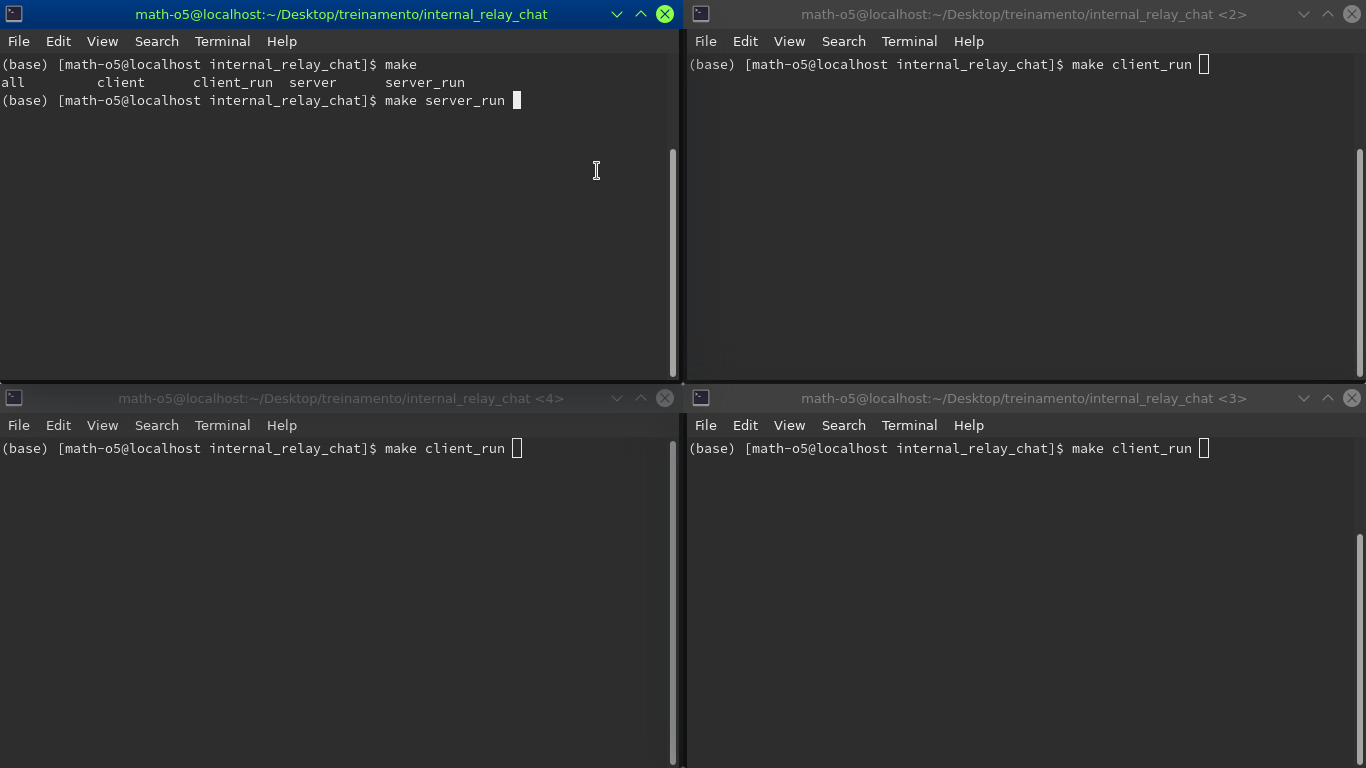 math-o5@localhost:~/Desktop/treinamento/internal_relay_chat
File Edit View Search Terminal Help
(base) [math-o5@localhost internal_relay_chat]$ make
all client client_run server server_run
(base) [math-o5@localhost internal_relay_chat]$ make server_run
math-o5@localhost:~/Desktop/treinamento/internal_relay_chat <2>
File Edit View Search Terminal Help
(base) [math-o5@localhost internal_relay_chat]$ make client_run
math-o5@localhost:~/Desktop/treinamento/internal_relay_chat <4>
File Edit View Search Terminal Help
(base) [math-o5@localhost internal_relay_chat]$ make client_run
math-o5@localhost:~/Desktop/treinamento/internal_relay_chat <3>
File Edit View Search Terminal Help
(base) [math-o5@localhost internal_relay_chat]$ make client_run